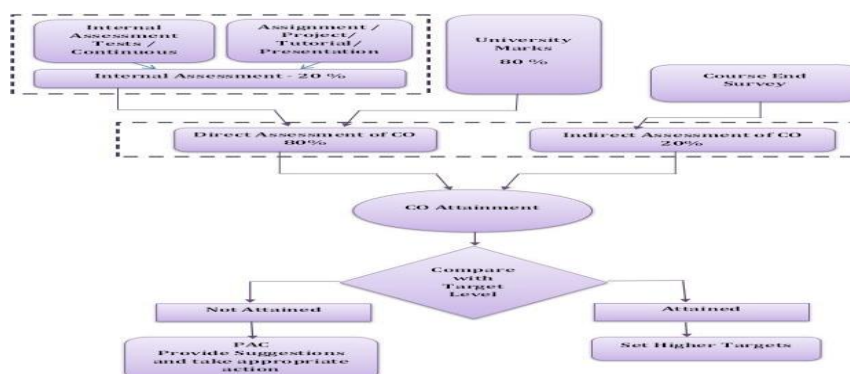 Internal
Assessment
Tests /
Continuous
Assignment /
Project/
Tutorial/
Presentation
University
Marks
80 %
Internal Assessment - 20 %
Course End
Survey
Direct Assessment of CO
80%
Indirect Assessment of CO
20%
CO Attainment
Compare
with
Target
Level
Not Attained
Attained
PAC
Provide Suggestions
and take appropriate
action
Set Higher Targets